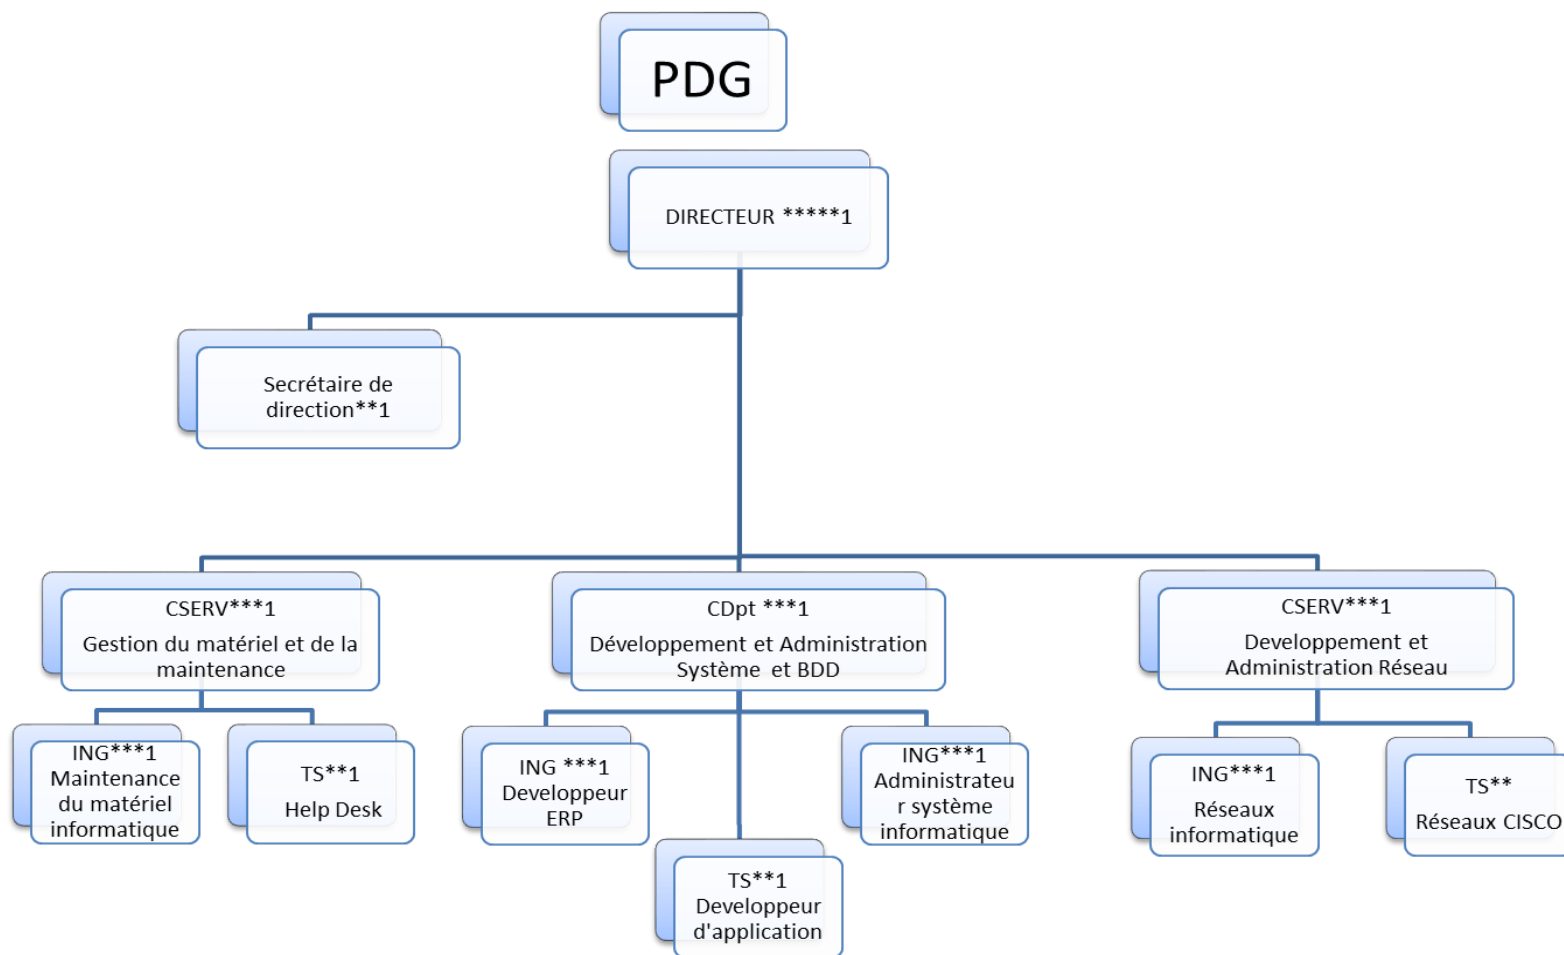 PDG
DIRECTEUR *****1
Secrétaire de
direction**1
CSERV***1
Gestion du matériel et de la
maintenance
CDpt ***1
Développement et Administration
Système et BDD
CSERV***1
Developpement et
Administration Réseau
ING***1
Maintenance
du matériel
informatique
TS**1
Help Desk
ING ***1
Developpeur
ERP
TS**1
Developpeur
d'application
ING***1
Administrateu
r système
informatique
ING***1
Réseaux
informatique
TS**
Réseaux CISCO